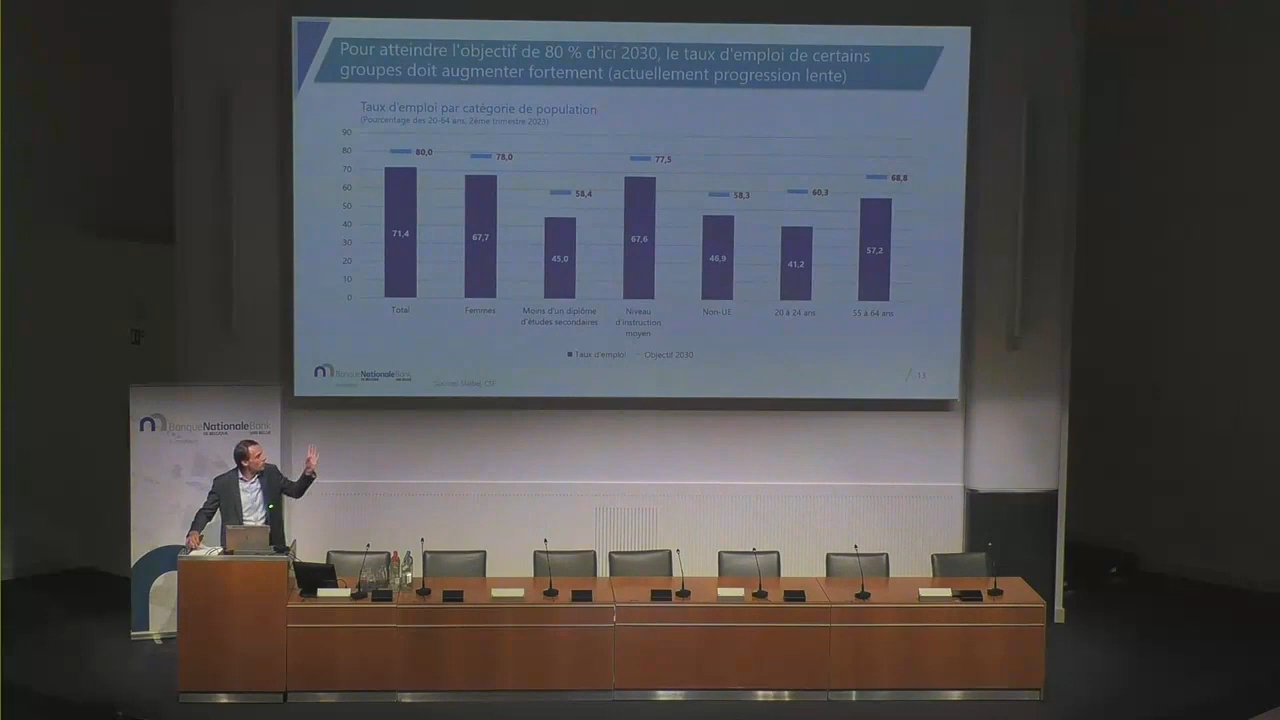 Pour atteindre l'objectif de 80 % d'ici 2030, le taux d'emploi de certains
groupes doit augmenter fortement (actuellement progression lente)
Taux d'emploi par catégorie de population
(Pourcentage des 20-64 ans, 2ème trimestre 2023)
90
80
70
60
50
40
30
20
10
0
80,0
78,0
58,4
77,5
58,3
60,3
68,8
71,4
67,7
45,0
67,6
46,9
41,2
57,2
Total
Femmes
Moins d'un diplôme
d'études secondaires
Niveau
d'instruction
moyen
Non-UE
20 à 24 ans
55 à 64 ans
Taux d'emploi
Objectif 2030
BanqueNationaleBank
13
BanqueNationaleBank
DE BELGIQUE VAN BELGIË